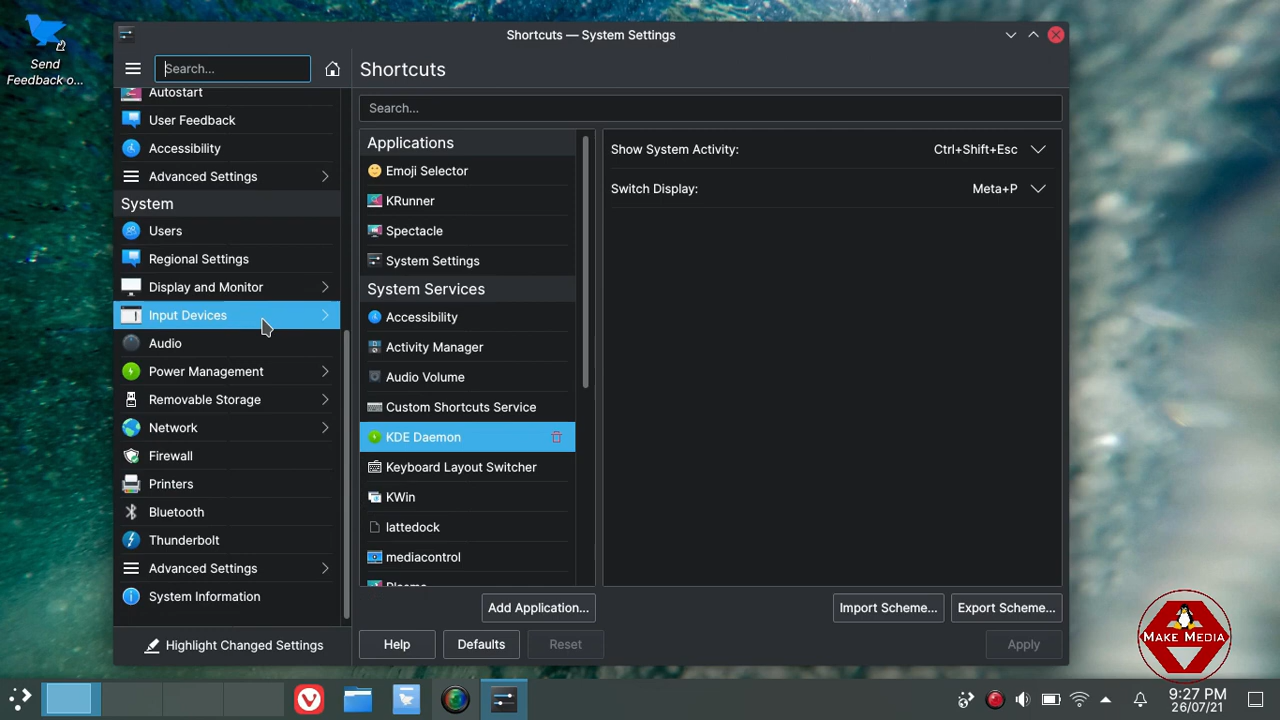 Send
Feedback o...
Shortcuts — System Settings
Search...
Shortcuts
Search...
Autostart
User Feedback
Accessibility
Advanced Settings
System
Users
Regional Settings
Display and Monitor
Input Devices
Audio
Power Management
Removable Storage
Network
Firewall
Printers
Bluetooth
Thunderbolt
Advanced Settings
System Information
Highlight Changed Settings
Applications
Emoji Selector
KRunner
Spectacle
System Settings
System Services
Accessibility
Activity Manager
Audio Volume
Custom Shortcuts Service
KDE Daemon
Keyboard Layout Switcher
KWin
lattedock
mediacontrol
Plasma
Show System Activity: Ctrl+Shift+Esc
Switch Display: Meta+P
Add Application...
Import Scheme...
Export Scheme...
Help
Defaults
Reset
Apply
MAKE MEDIA
9:27 PM
26/07/21